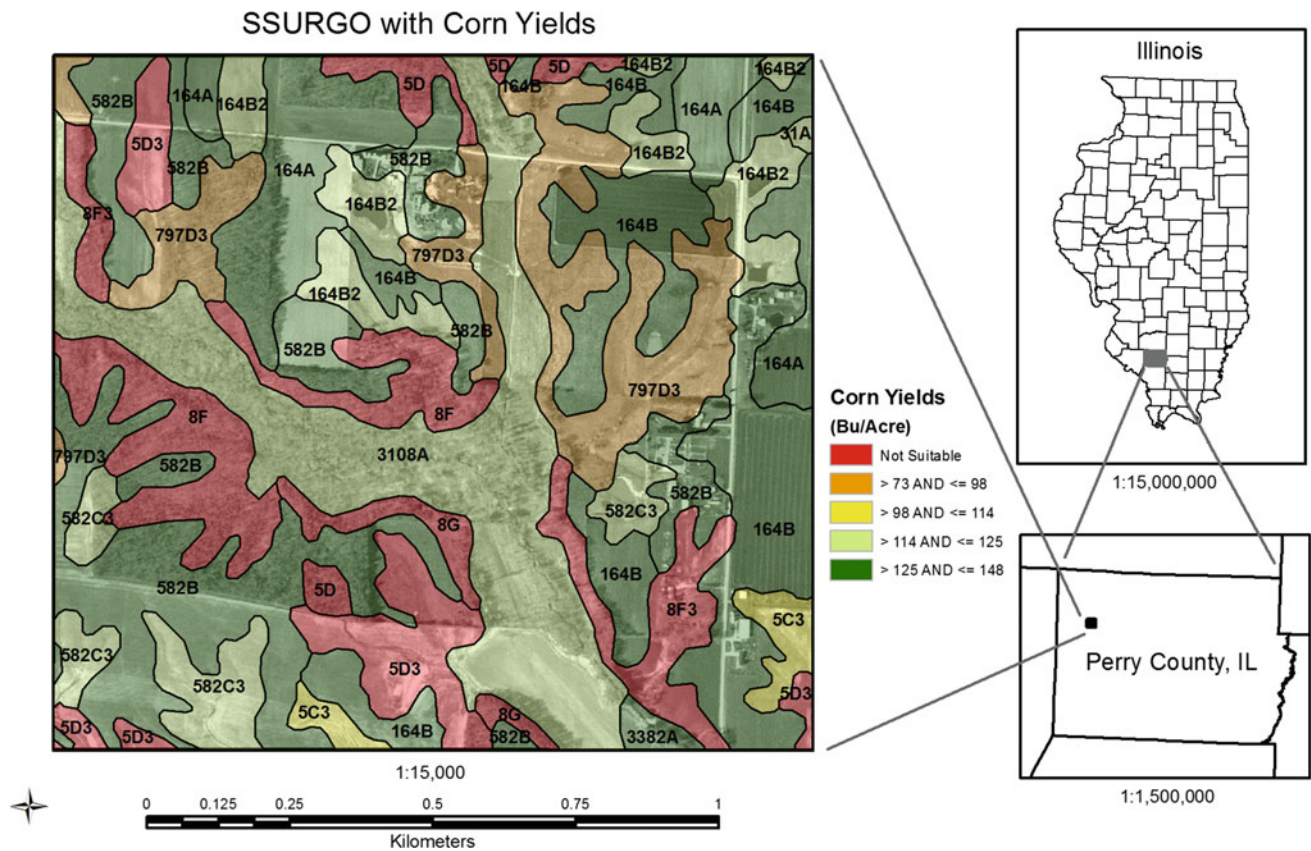 SSURGO with Corn Yields
5D
5D
5D
164B2
164B2
582B
164A
164B2
164B
164B
164A
164B
5D3
31A
582B
582B
164A
164B2
164B2
164B2
8F3
797D3
164B
797D3
164B
164B2
582B
582B
164A
797D3
8F
8F
3108A
797D3
582B
582B
582C3
582C3
8G
164B
582B
164B
5D
8F3
5C3
582C3
5D3
582C3
5D3
5C3
8G
5D3
5D3
164B
582B
3382A
1:15,000
0 0.125 0.25 0.5 0.75 1
Kilometers
Corn Yields
(Bu/Acre)
Not Suitable
> 73 AND <= 98
> 98 AND <= 114
> 114 AND <= 125
> 125 AND <= 148
Illinois
1:15,000,000
Perry County, IL
1:1,500,000